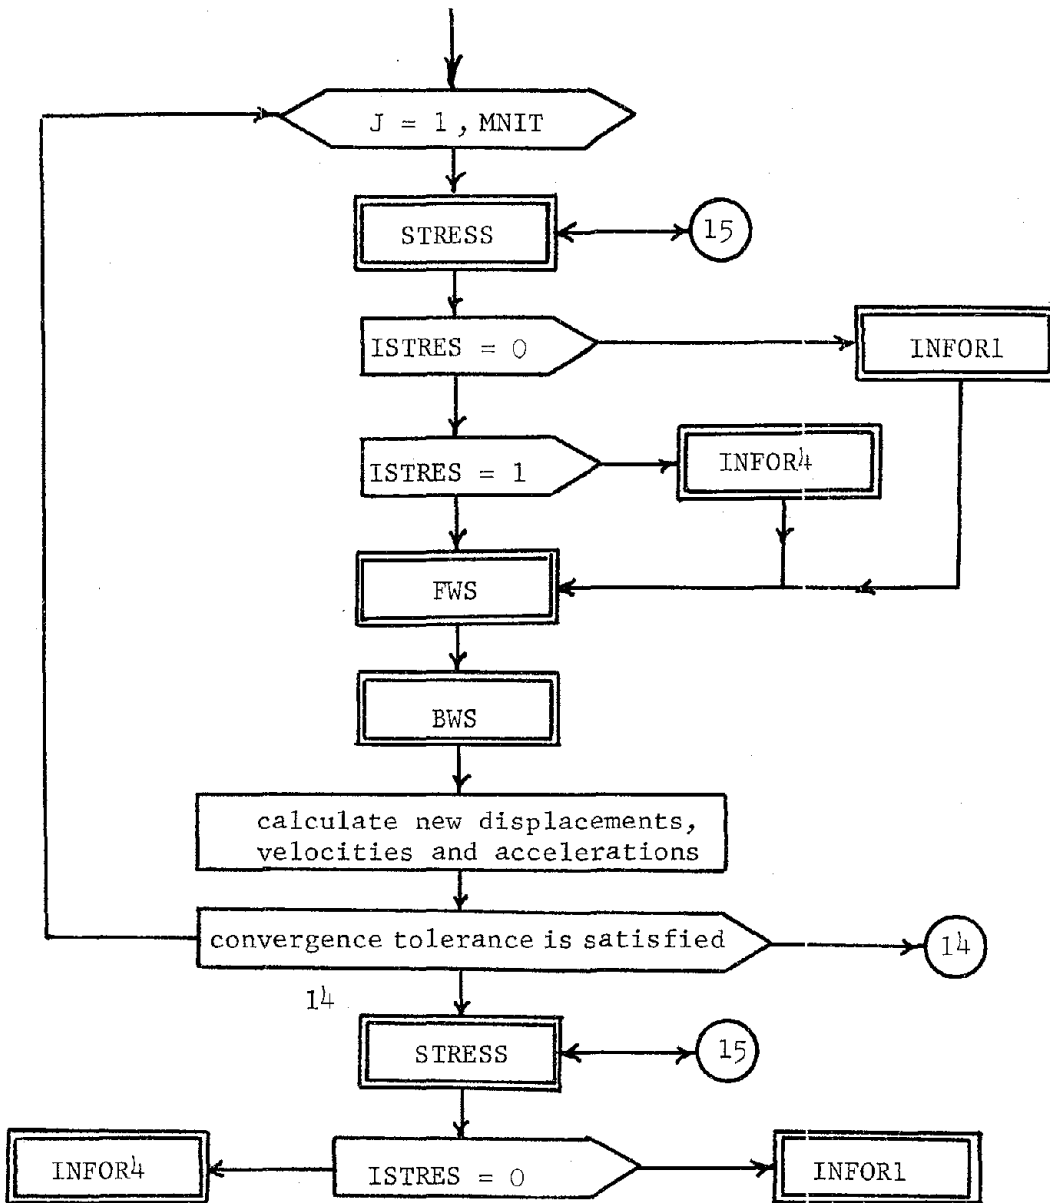 J = 1, MNIT
STRESS
15
ISTRES = 0
INFOR1
ISTRES = 1
INFOR4
FWS
BWS
calculate new displacements,
velocities and accelerations
convergence tolerance is satisfied
14
14
STRESS
15
INFOR4
ISTRES = 0
INFOR1